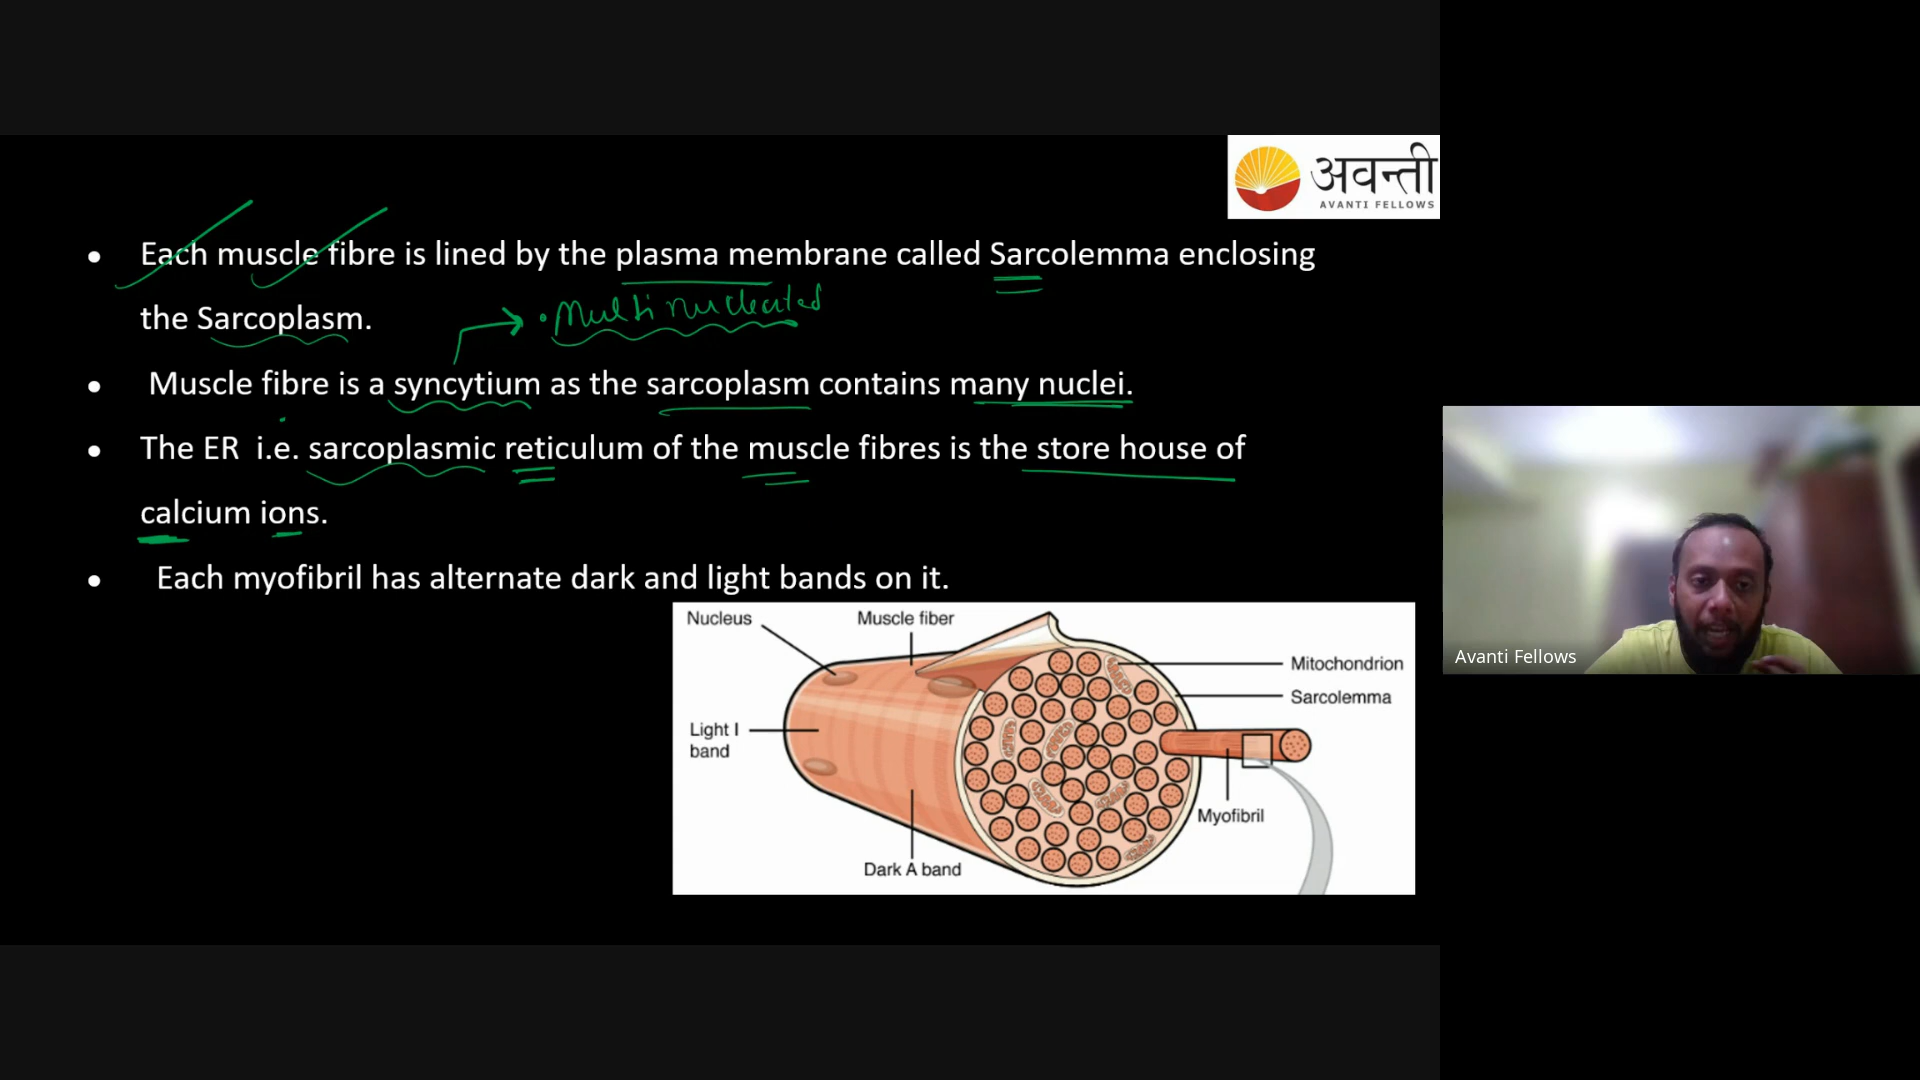 अवन्ती
AVANTI FELLOWS
• Each muscle fibre is lined by the plasma membrane called Sarcolemma enclosing
the Sarcoplasm.
• Multinucleated
• Muscle fibre is a syncytium as the sarcoplasm contains many nuclei.
• The ER i.e. sarcoplasmic reticulum of the muscle fibres is the store house of
calcium ions.
• Each myofibril has alternate dark and light bands on it.
Nucleus
Muscle fiber
Mitochondrion
Sarcolemma
Light I
band
Myofibril
Dark A band
Avanti Fellows